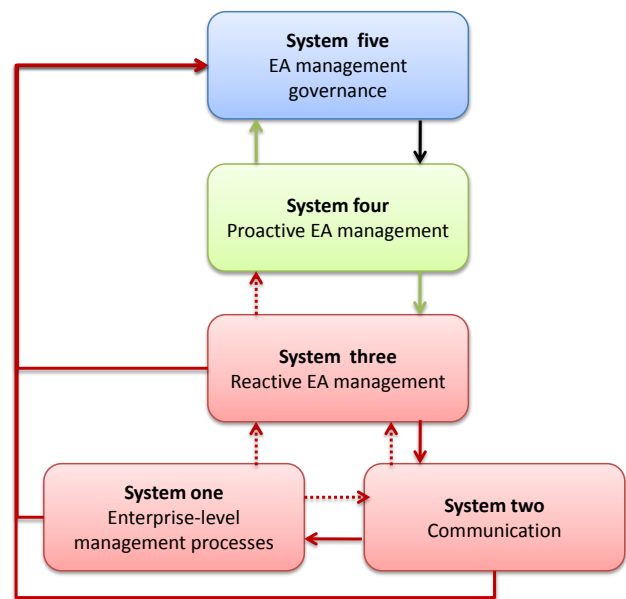 System five
EA management
governance
System four
Proactive EA management
System three
Reactive EA management
System one
Enterprise-level
management processes
System two
Communication